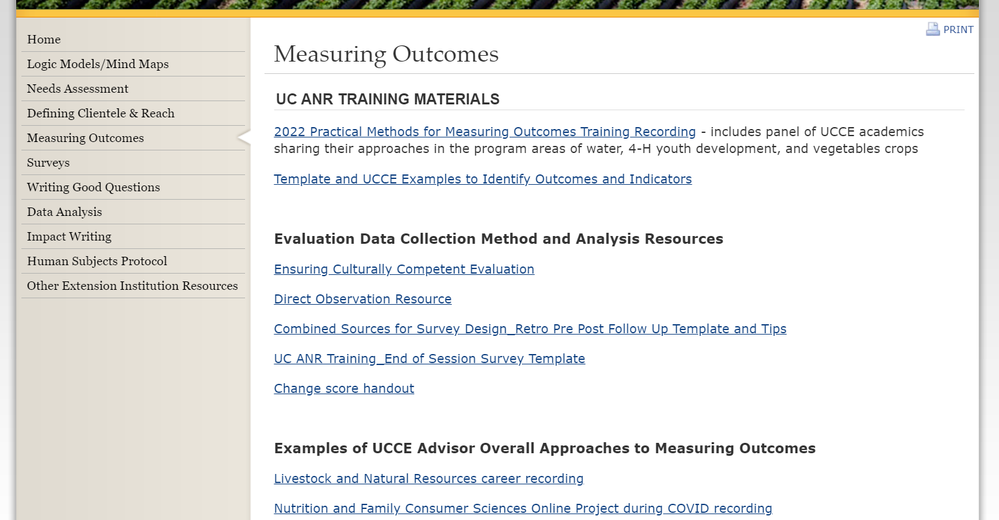 Home
Logic Models/Mind Maps
Needs Assessment
Defining Clientele & Reach
Measuring Outcomes
Surveys
Writing Good Questions
Data Analysis
Impact Writing
Human Subjects Protocol
Other Extension Institution Resources
PRINT
Measuring Outcomes
UC ANR TRAINING MATERIALS
2022 Practical Methods for Measuring Outcomes Training Recording - includes panel of UCCE academics
sharing their approaches in the program areas of water, 4-H youth development, and vegetables crops
Template and UCCE Examples to Identify Outcomes and Indicators
Evaluation Data Collection Method and Analysis Resources
Ensuring Culturally Competent Evaluation
Direct Observation Resource
Combined Sources for Survey Design_Retro Pre Post Follow Up Template and Tips
UC ANR Training_End of Session Survey Template
Change score handout
Examples of UCCE Advisor Overall Approaches to Measuring Outcomes
Livestock and Natural Resources career recording
Nutrition and Family Consumer Sciences Online Project during COVID recording